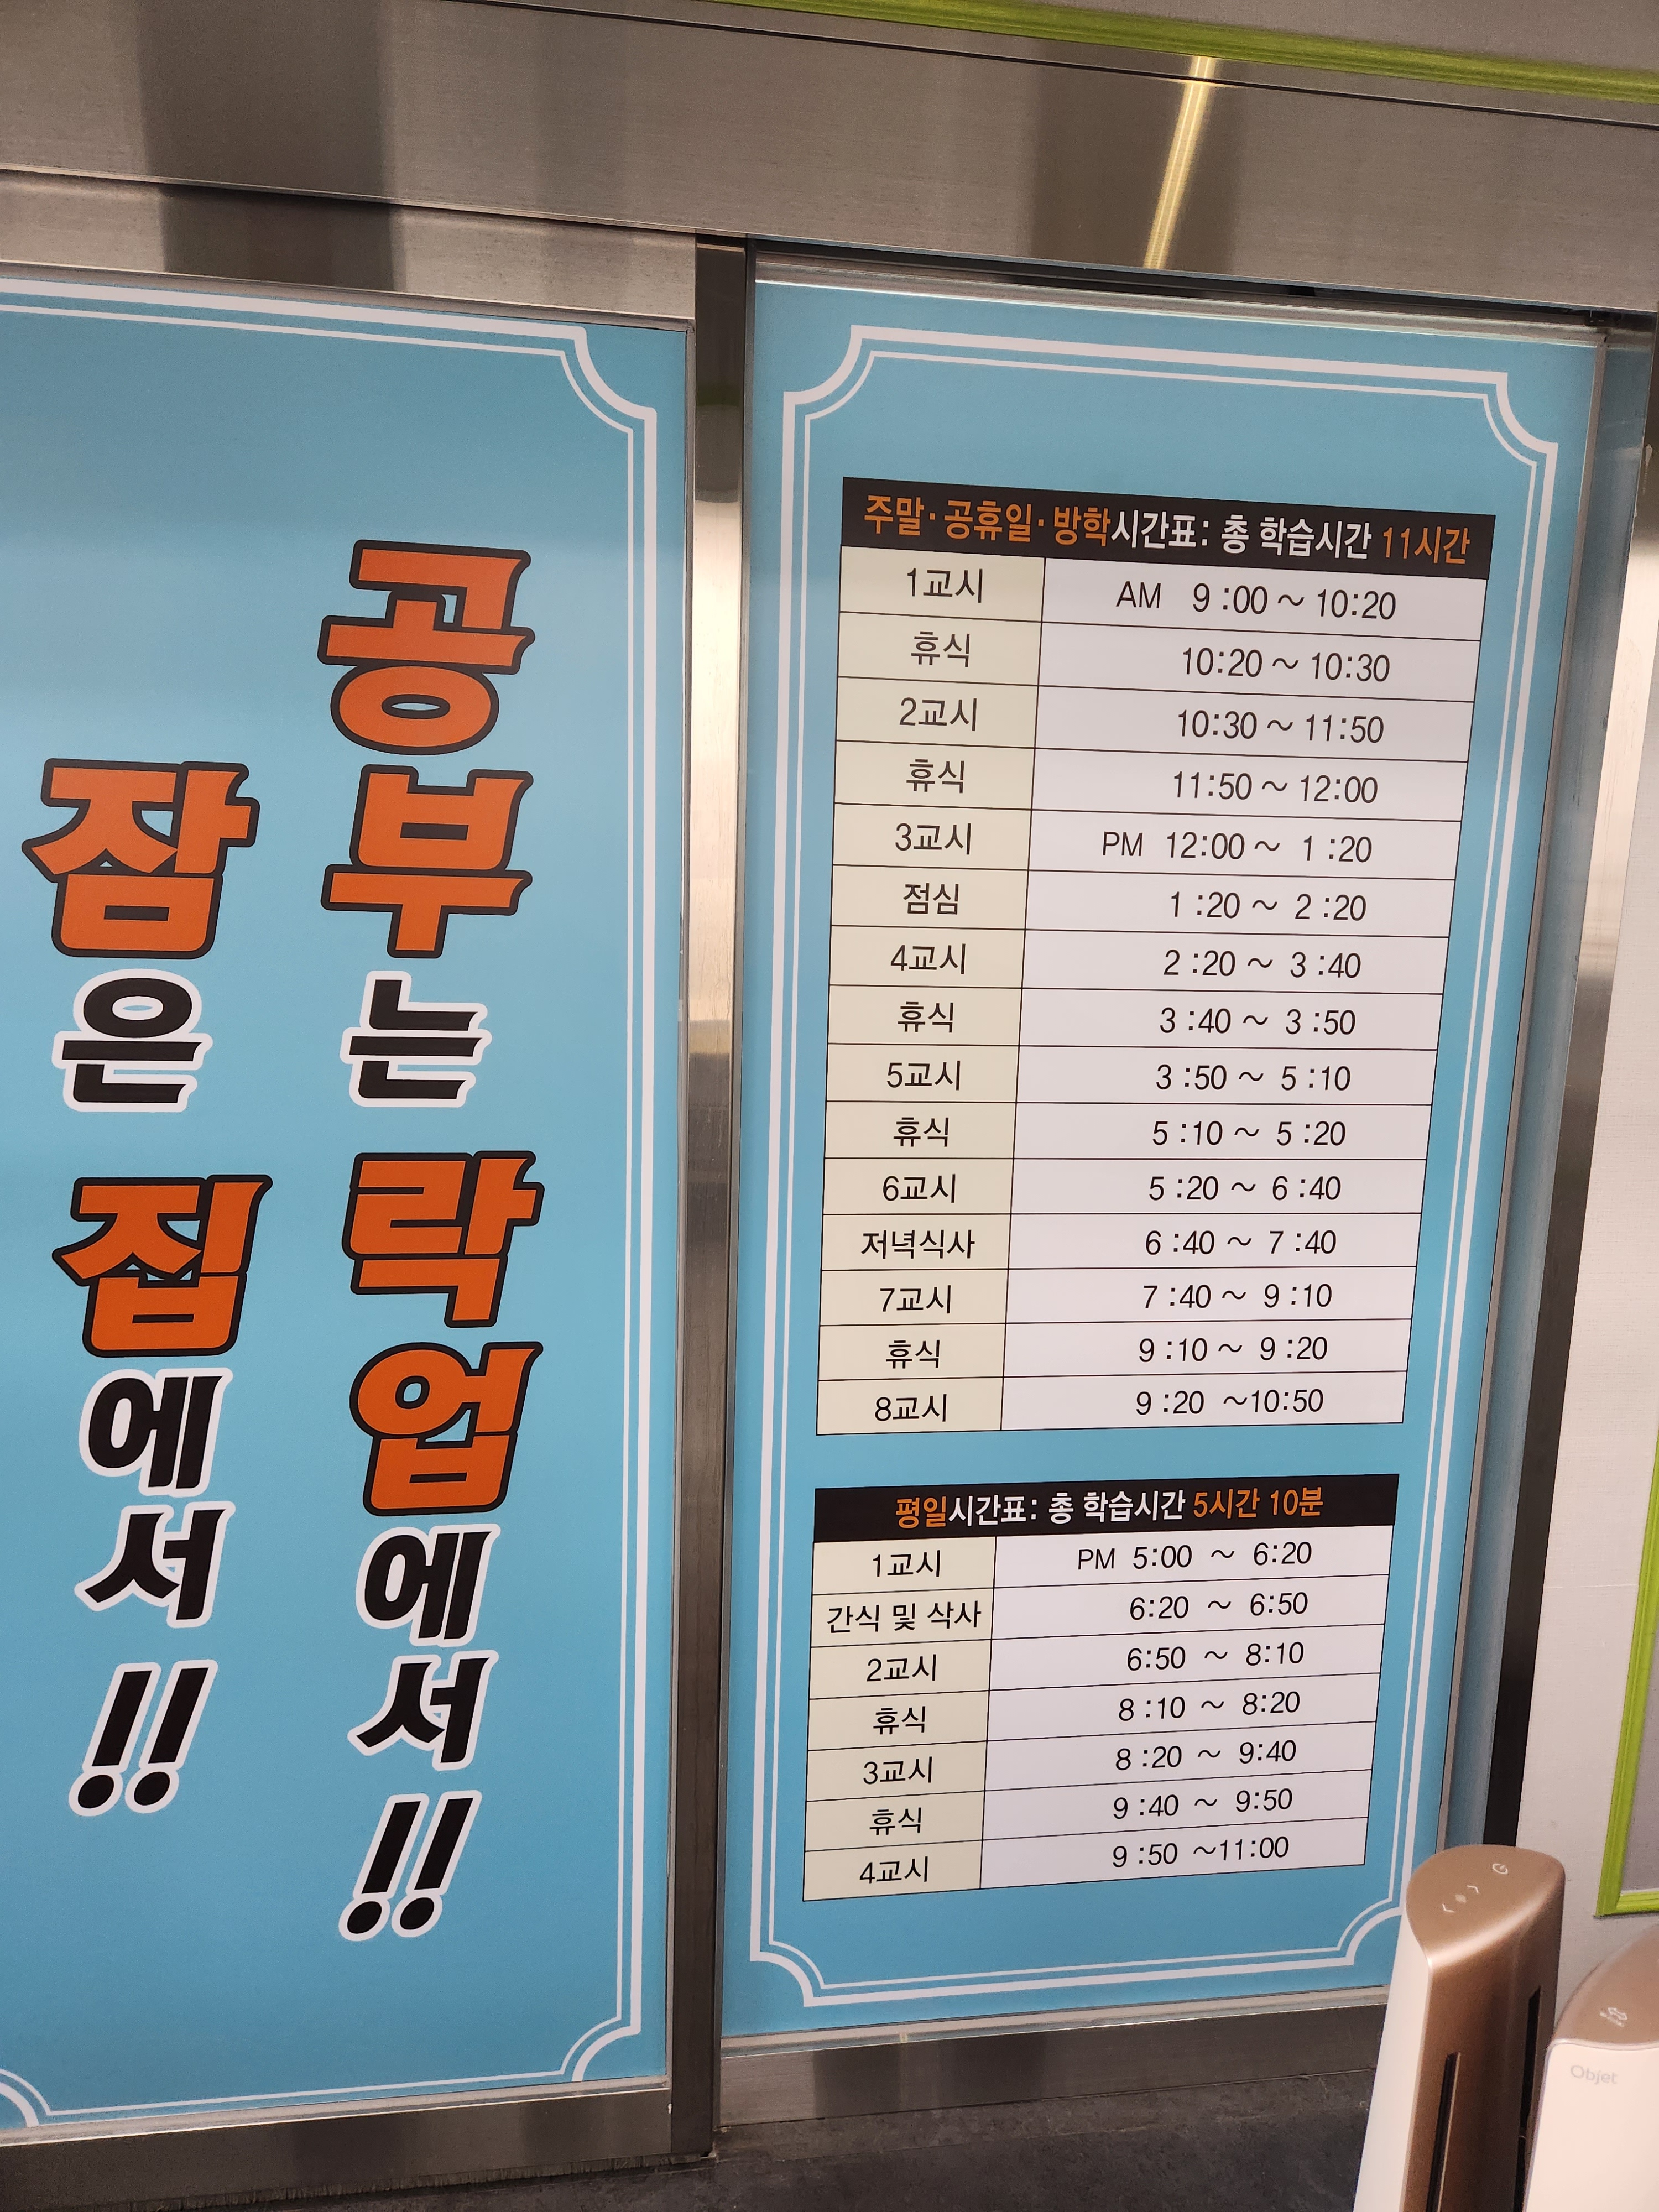 공부는 락업에서!!
잠은 집에서!!
주말·공휴일·방학시간표: 총 학습시간 11시간
1교시 AM 9:00 ~ 10:20
휴식 10:20 ~ 10:30
2교시 10:30 ~ 11:50
휴식 11:50 ~ 12:00
3교시 PM 12:00 ~ 1:20
점심 1:20 ~ 2:20
4교시 2:20 ~ 3:40
휴식 3:40 ~ 3:50
5교시 3:50 ~ 5:10
휴식 5:10 ~ 5:20
6교시 5:20 ~ 6:40
저녁식사 6:40 ~ 7:40
7교시 7:40 ~ 9:10
휴식 9:10 ~ 9:20
8교시 9:20 ~10:50
평일시간표: 총 학습시간 5시간 10분
1교시 PM 5:00 ~ 6:20
간식 및 삭사 6:20 ~ 6:50
2교시 6:50 ~ 8:10
휴식 8:10 ~ 8:20
3교시 8:20 ~ 9:40
휴식 9:40 ~ 9:50
4교시 9:50 ~11:00
Objet